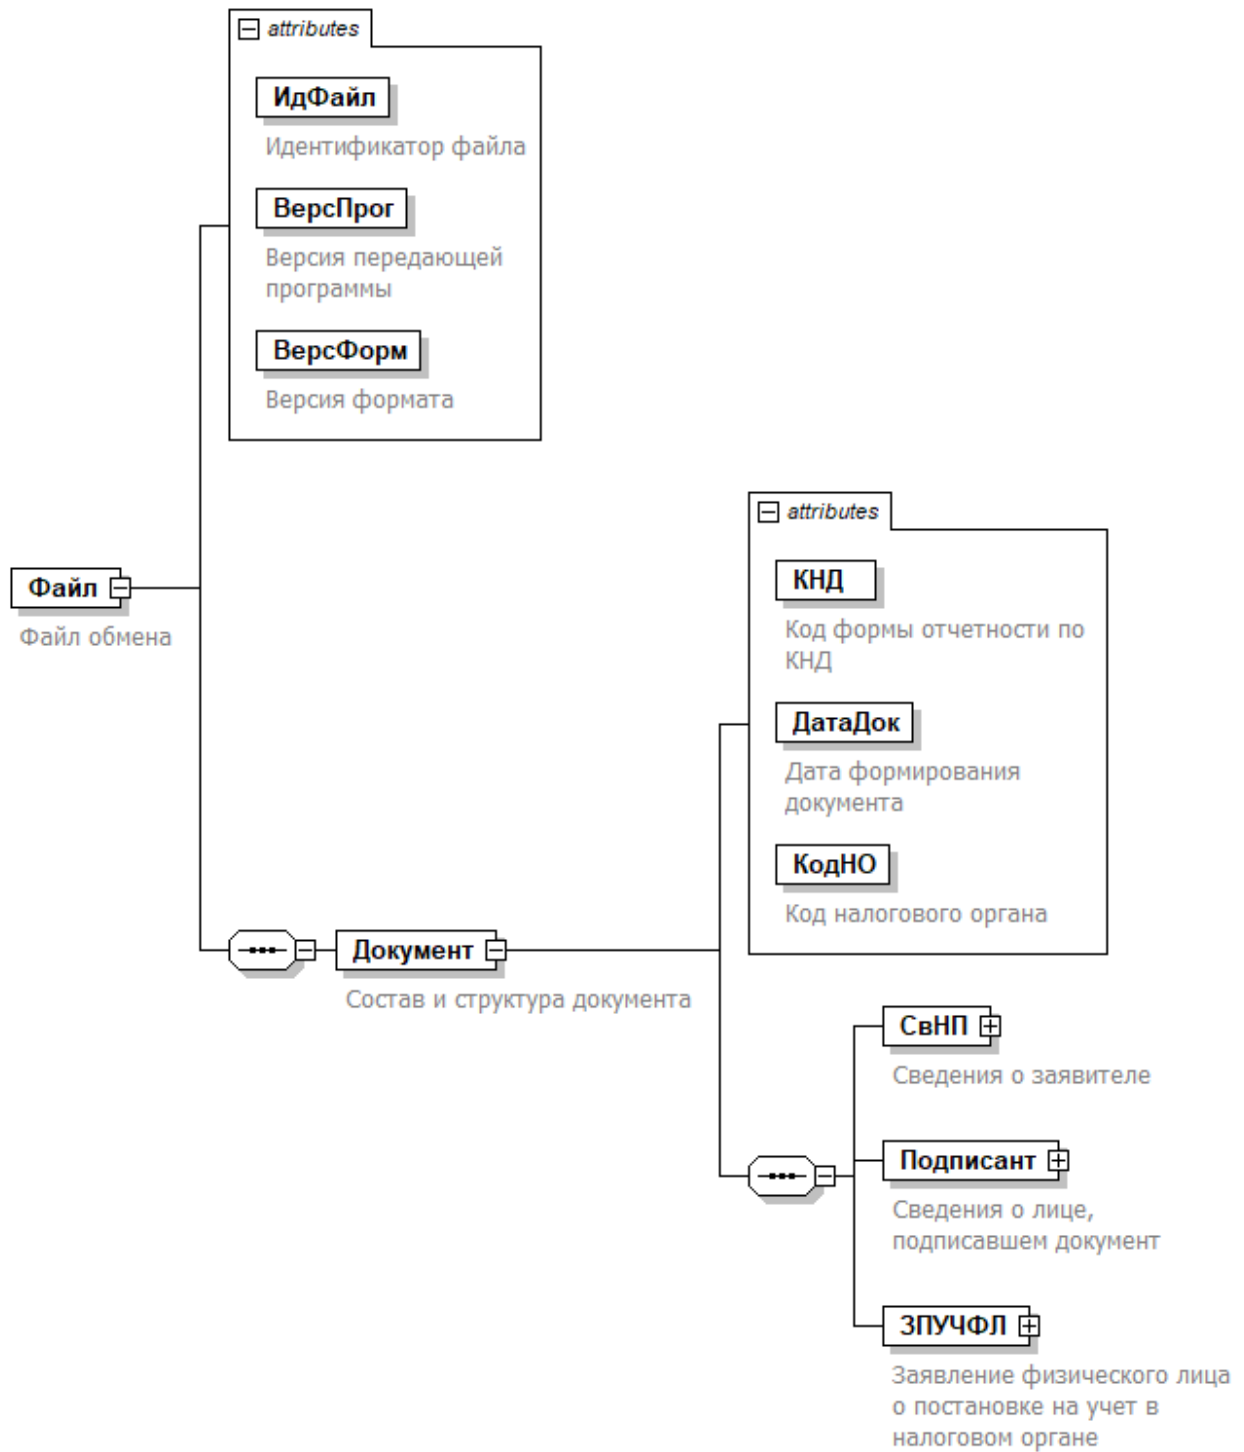 attributes
ИдФайл
Идентификатор файла
ВерсПрог
Версия передающей
программы
ВерсФорм
Версия формата
Файл
Файл обмена
attributes
КНД
Код формы отчетности по
КНД
ДатаДок
Дата формирования
документа
КодНО
Код налогового органа
Документ
Состав и структура документа
СвНП
Сведения о заявителе
Подписант
Сведения о лице,
подписавшем документ
ЗПУЧФЛ
Заявление физического лица
о постановке на учет в
налоговом органе